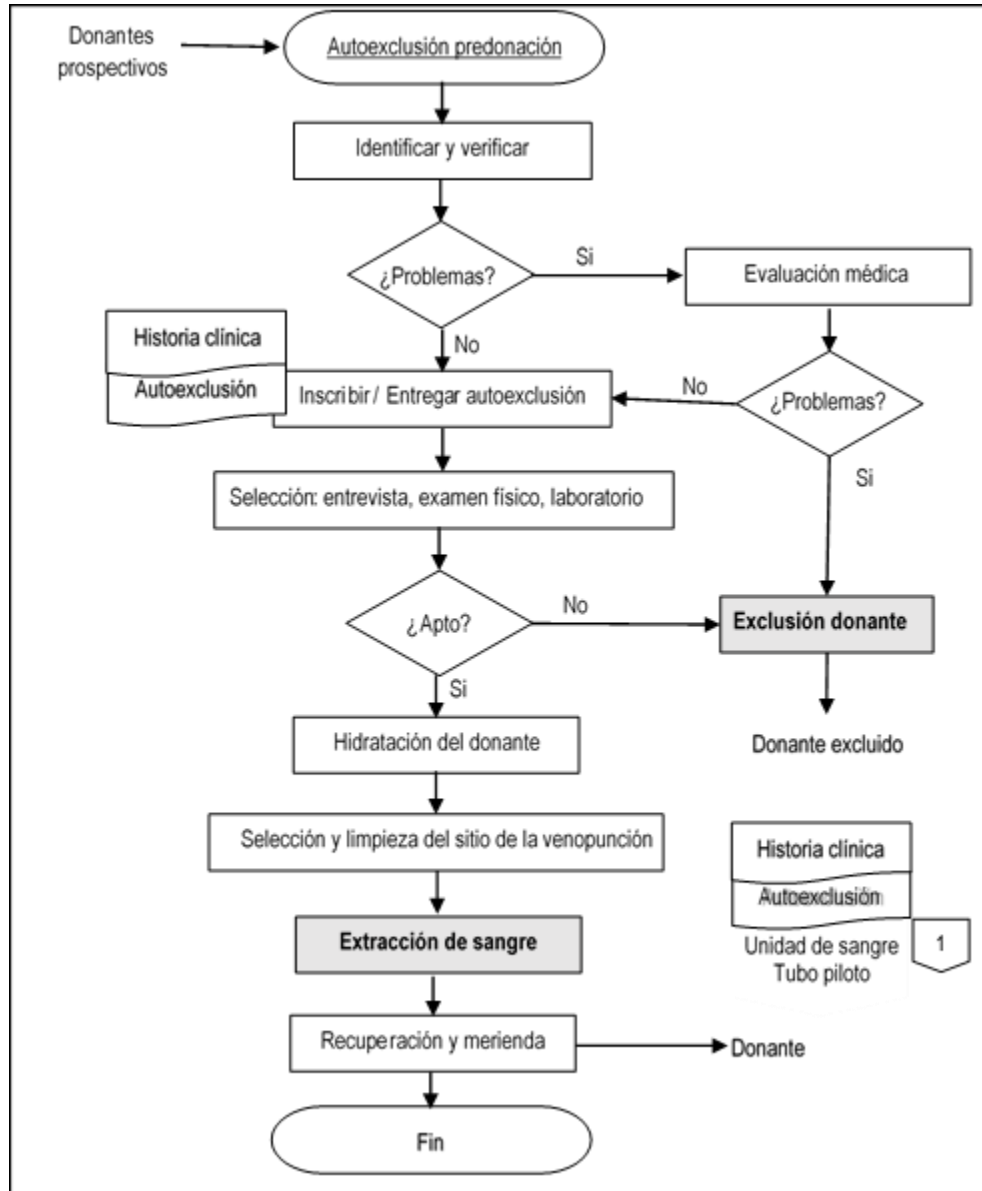 Donantes
prospectivos
Autoexclusión predonación
Identificar y verificar
¿Problemas?
Si
Evaluación médica
No
Historia clínica
Autoexclusión
Inscribir / Entregar autoexclusión
No
¿Problemas?
Si
Selección: entrevista, examen físico, laboratorio
¿Apto?
No
Exclusión donante
Si
Donante excluido
Hidratación del donante
Selección y limpieza del sitio de la venopunción
Historia clínica
Autoexclusión
Unidad de sangre
Tubo piloto
1
Extracción de sangre
Recuperación y merienda
Donante
Fin